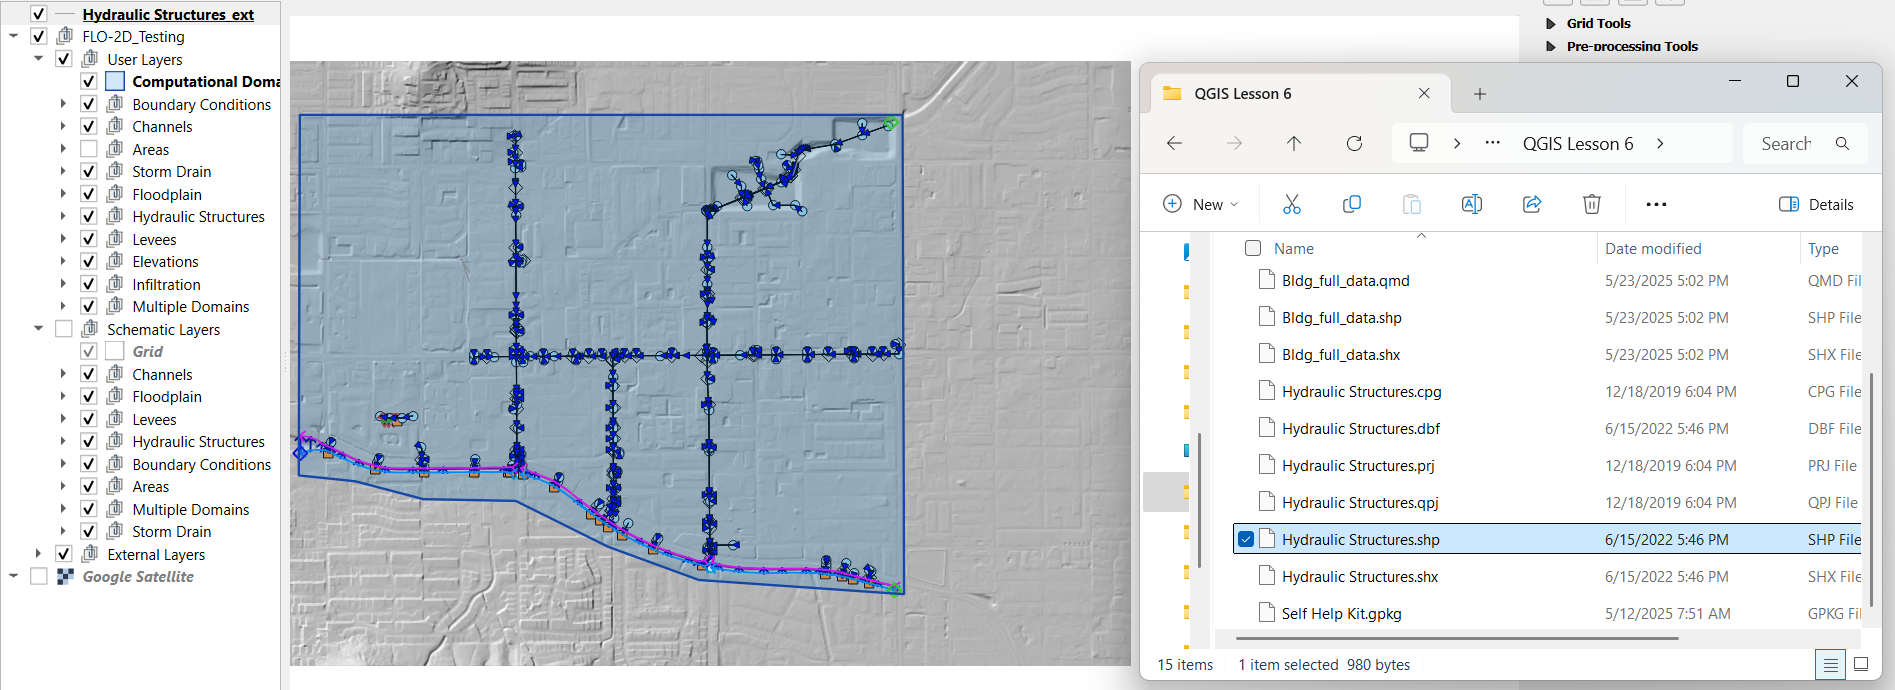 Hydraulic Structures_ext
FLO-2D_Testing
User Layers
Computational Doma
Boundary Conditions
Channels
Areas
Storm Drain
Floodplain
Hydraulic Structures
Levees
Elevations
Infiltration
Multiple Domains
Schematic Layers
Grid
Channels
Floodplain
Levees
Hydraulic Structures
Boundary Conditions
Areas
Multiple Domains
Storm Drain
External Layers
Google Satellite
Grid Tools
Pre-processing Tools
QGIS Lesson 6
QGIS Lesson 6
Search
New
Details
Name Date modified Type
Bldg_full_data.qmd 5/23/2025 5:02 PM QMD Fil
Bldg_full_data.shp 5/23/2025 5:02 PM SHP File
Bldg_full_data.shx 5/23/2025 5:02 PM SHX File
Hydraulic Structures.cpg 12/18/2019 6:04 PM CPG File
Hydraulic Structures.dbf 6/15/2022 5:46 PM DBF File
Hydraulic Structures.prj 12/18/2019 6:04 PM PRJ File
Hydraulic Structures.qpj 12/18/2019 6:04 PM QPJ File
Hydraulic Structures.shp 6/15/2022 5:46 PM SHP File
Hydraulic Structures.shx 6/15/2022 5:46 PM SHX File
Self Help Kit.gpkg 5/12/2025 7:51 AM GPKG Fi
15 items 1 item selected 980 bytes